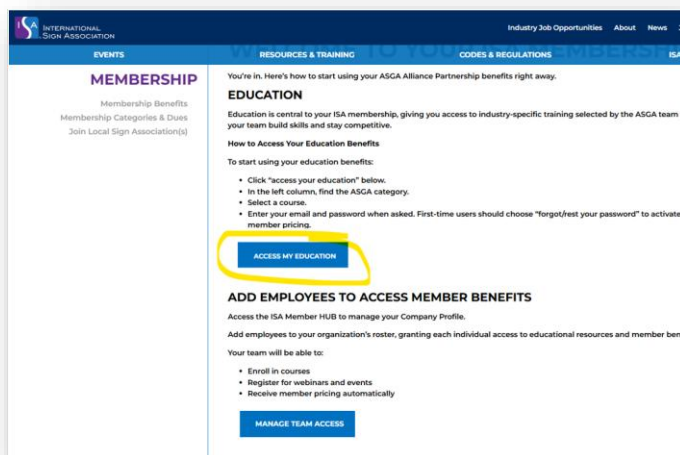 ISA INTERNATIONAL
SIGN ASSOCIATION
Industry Job Opportunities About News
EVENTS RESOURCES & TRAINING CODES & REGULATIONS ISA
WELCOME TO YOUR ASGA MEMBERSH
MEMBERSHIP
Membership Benefits
Membership Categories & Dues
Join Local Sign Association(s)
You're in. Here's how to start using your ASGA Alliance Partnership benefits right away.
EDUCATION
Education is central to your ISA membership, giving you access to industry-specific training selected by the ASGA team
your team build skills and stay competitive.
How to Access Your Education Benefits
To start using your education benefits:
• Click "access your education" below.
• In the left column, find the ASGA category.
• Select a course.
• Enter your email and password when asked. First-time users should choose "forgot/rest your password" to activate
member pricing.
ACCESS MY EDUCATION
ADD EMPLOYEES TO ACCESS MEMBER BENEFITS
Access the ISA Member HUB to manage your Company Profile.
Add employees to your organization's roster, granting each individual access to educational resources and member ben
Your team will be able to:
• Enroll in courses
• Register for webinars and events
• Receive member pricing automatically
MANAGE TEAM ACCESS